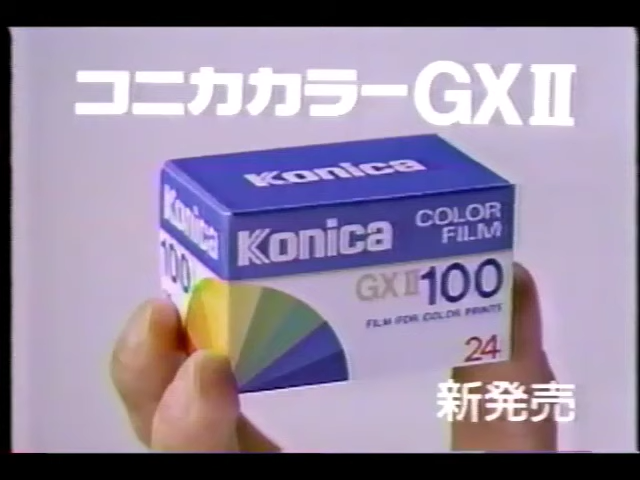 コニカカラーGXⅡ
Konica
Konica
100
Konica
COLOR
FILM
GXⅡ100
FILM FOR COLOR PRINTS
24
新発売